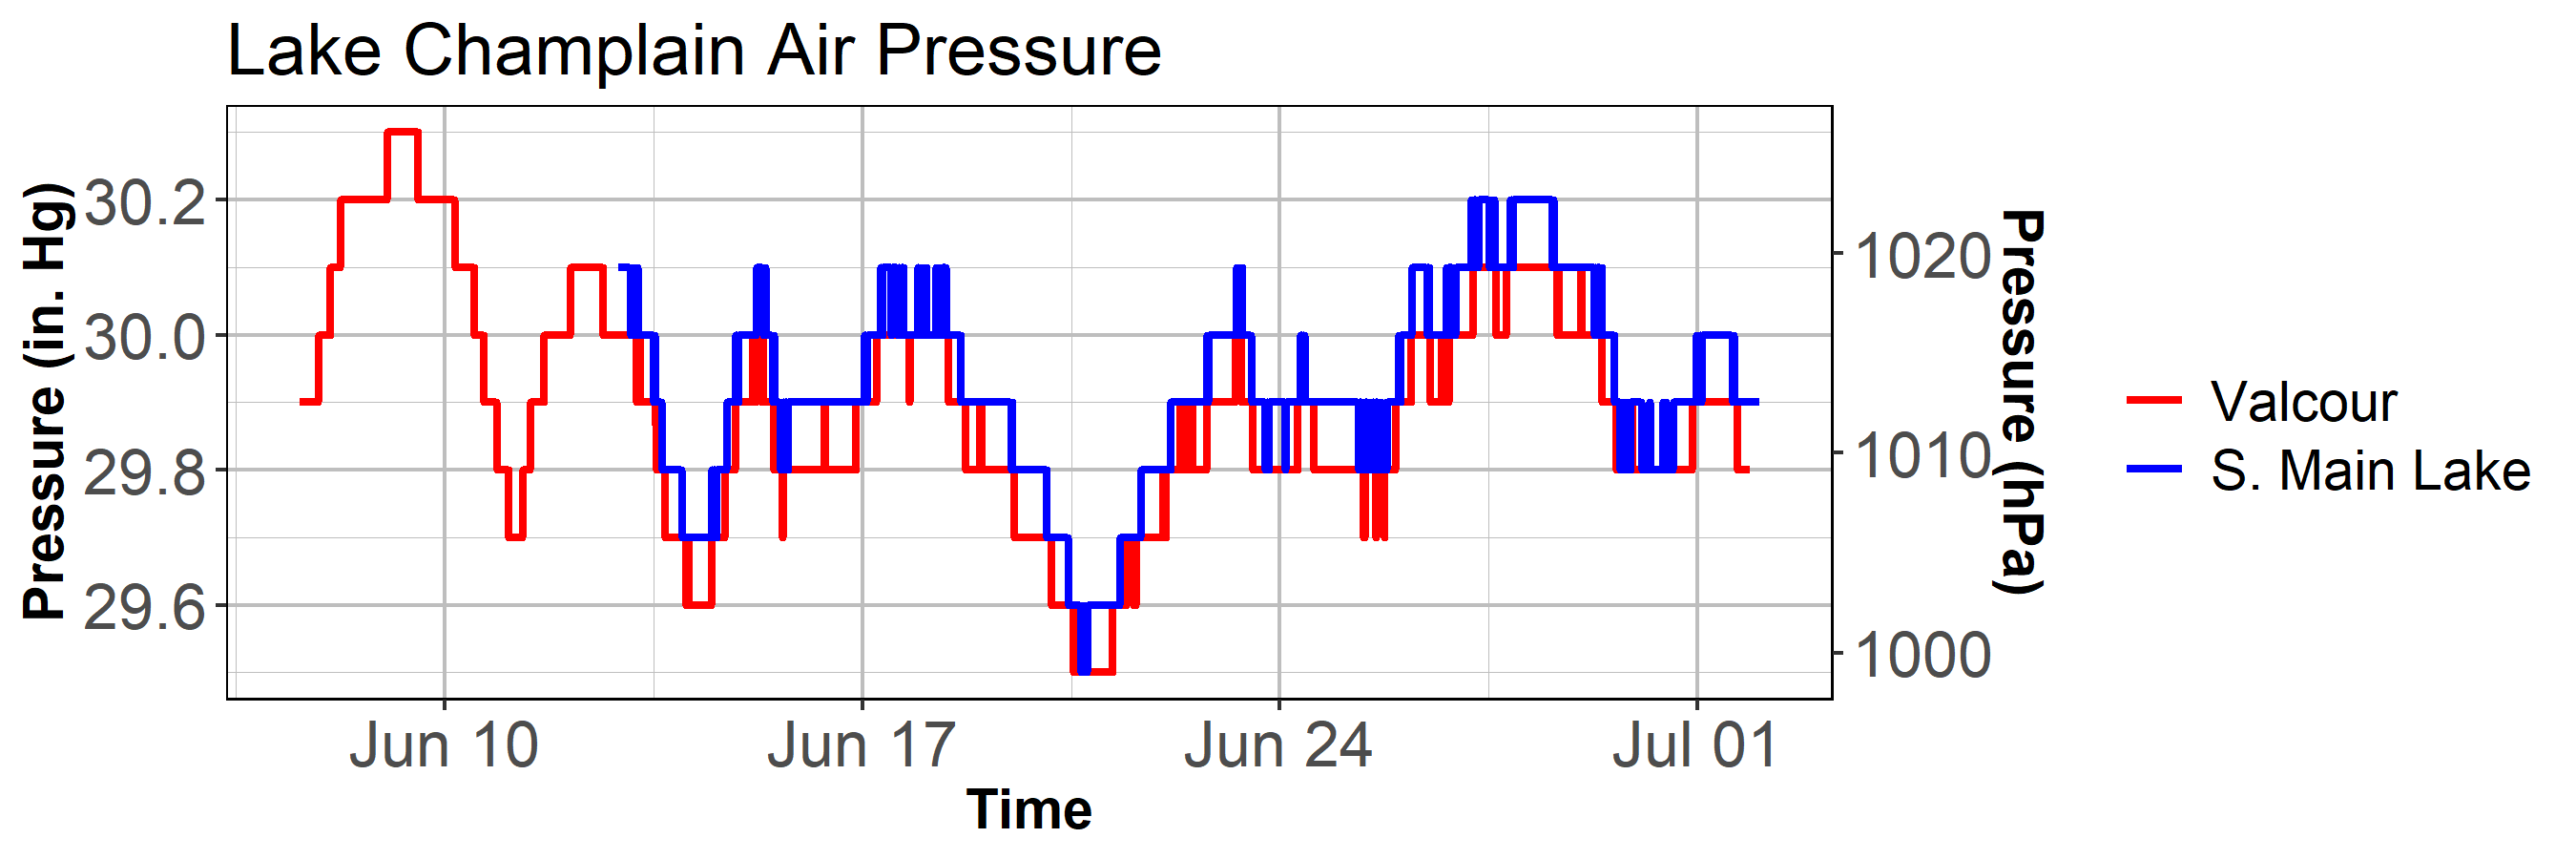 Lake Champlain Air Pressure
Pressure (in. Hg)
30.2
30.0
29.8
29.6
1020
1010
1000
Pressure (hPa)
Valcour
S. Main Lake
Jun 10
Jun 17
Jun 24
Jul 01
Time